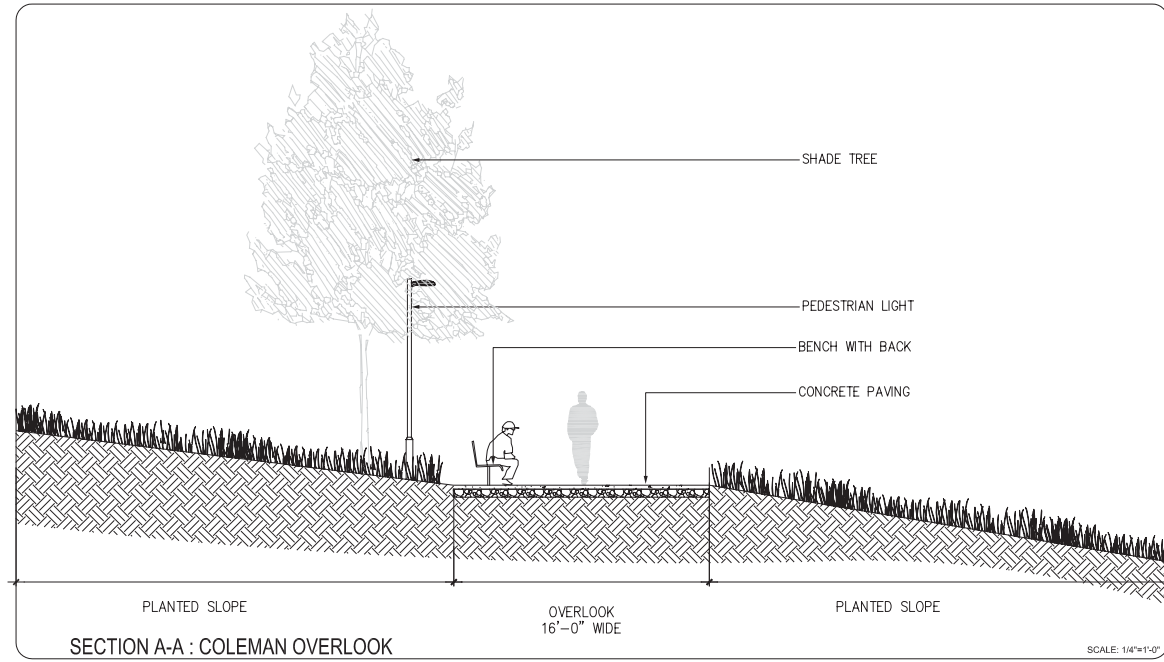 SHADE TREE
PEDESTRIAN LIGHT
BENCH WITH BACK
CONCRETE PAVING
PLANTED SLOPE
OVERLOOK
16'-0" WIDE
PLANTED SLOPE
SECTION A-A : COLEMAN OVERLOOK
SCALE: 1/4"=1'-0"